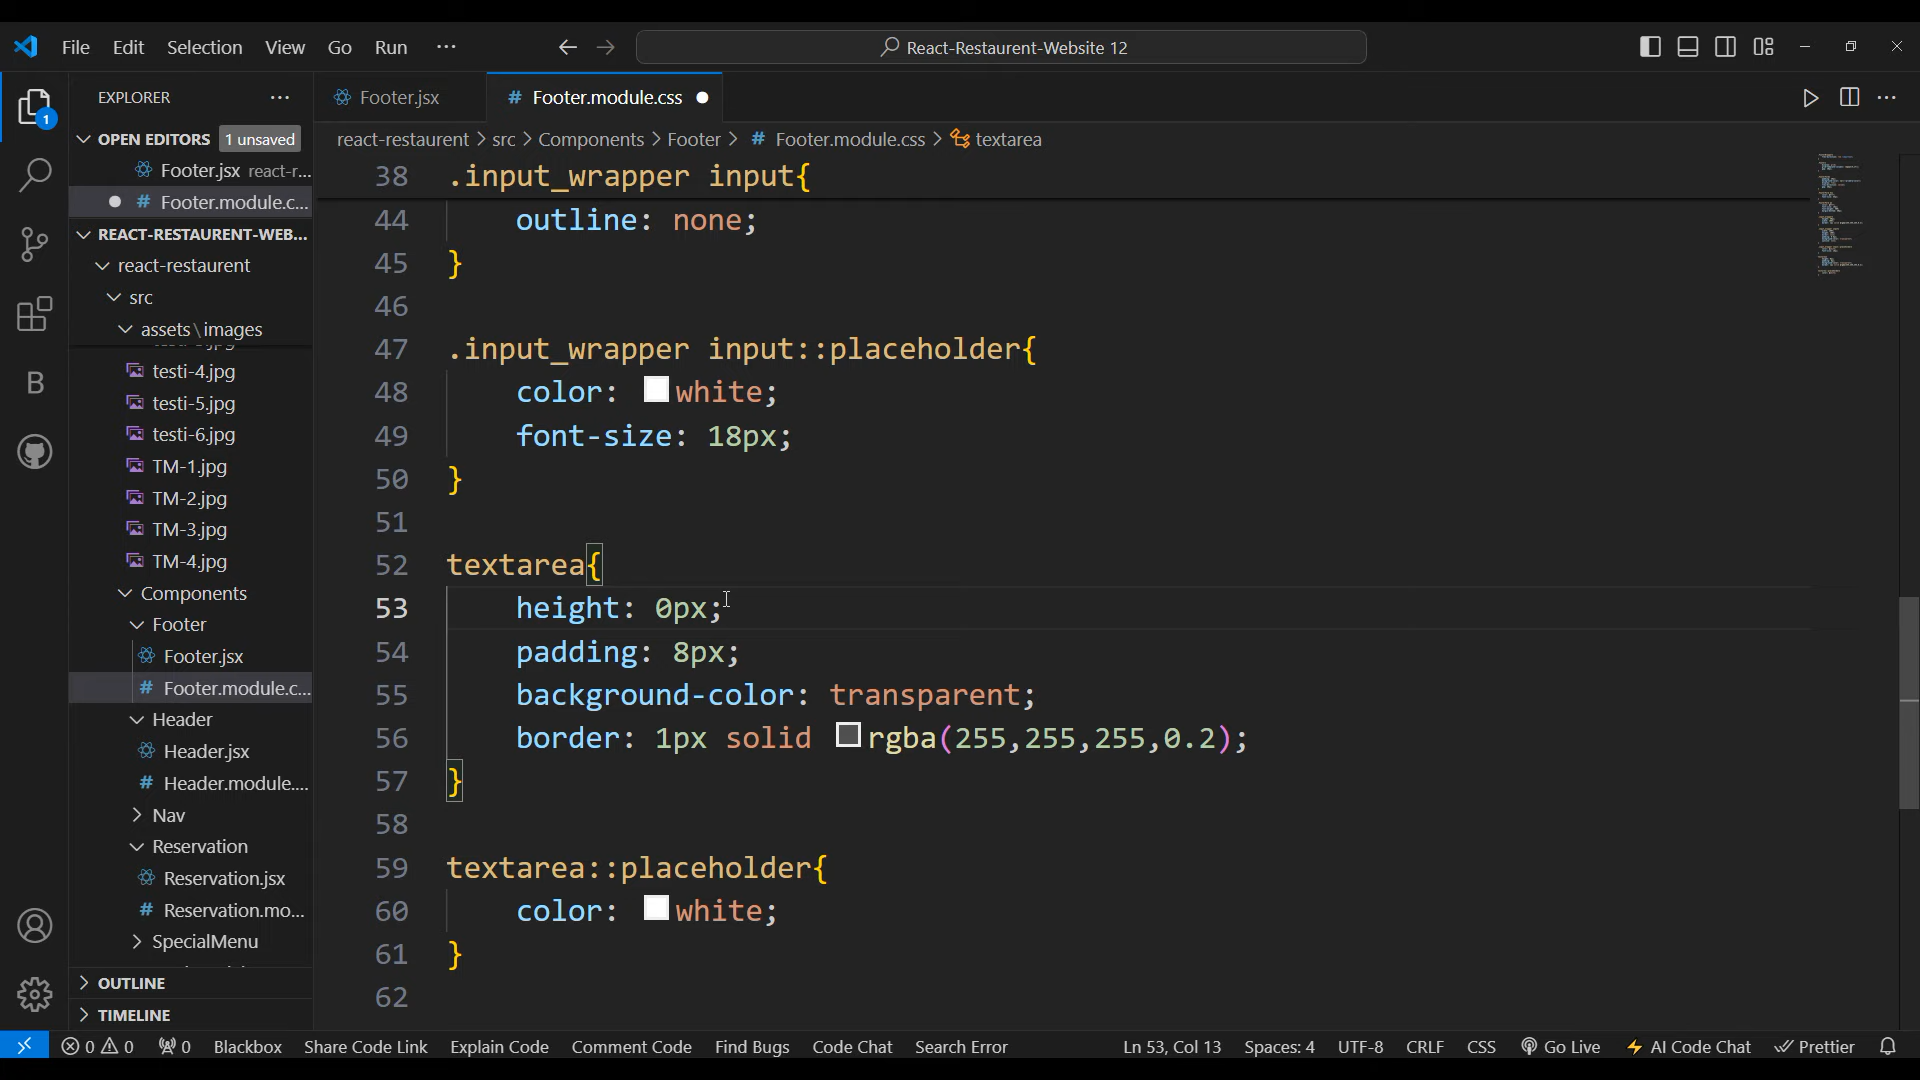 File Edit Selection View Go Run ··· React-Restaurent-Website 12
EXPLORER ···
OPEN EDITORS 1 unsaved
Footer.jsx react-r...
Footer.module.c...
REACT-RESTAURENT-WEB...
react-restaurent
src
assets\images
testi-4.jpg
testi-5.jpg
testi-6.jpg
TM-1.jpg
TM-2.jpg
TM-3.jpg
TM-4.jpg
Components
Footer
Footer.jsx
Footer.module.c...
Header
Header.jsx
Header.module....
Nav
Reservation
Reservation.jsx
Reservation.mo...
SpecialMenu
OUTLINE
TIMELINE
1
B
Footer.jsx # Footer.module.css
react-restaurent > src > Components > Footer > # Footer.module.css > textarea
38 .input_wrapper input{
44 outline: none;
45 }
46
47 .input_wrapper input::placeholder{
48 color: white;
49 font-size: 18px;
50 }
51
52 textarea{
53 height: 0px;
54 padding: 8px;
55 background-color: transparent;
56 border: 1px solid rgba(255,255,255,0.2);
57 }
58
59 textarea::placeholder{
60 color: white;
61 }
62
0 0 0 Blackbox Share Code Link Explain Code Comment Code Find Bugs Code Chat Search Error Ln 53, Col 13 Spaces: 4 UTF-8 CRLF CSS Go Live AI Code Chat Prettier